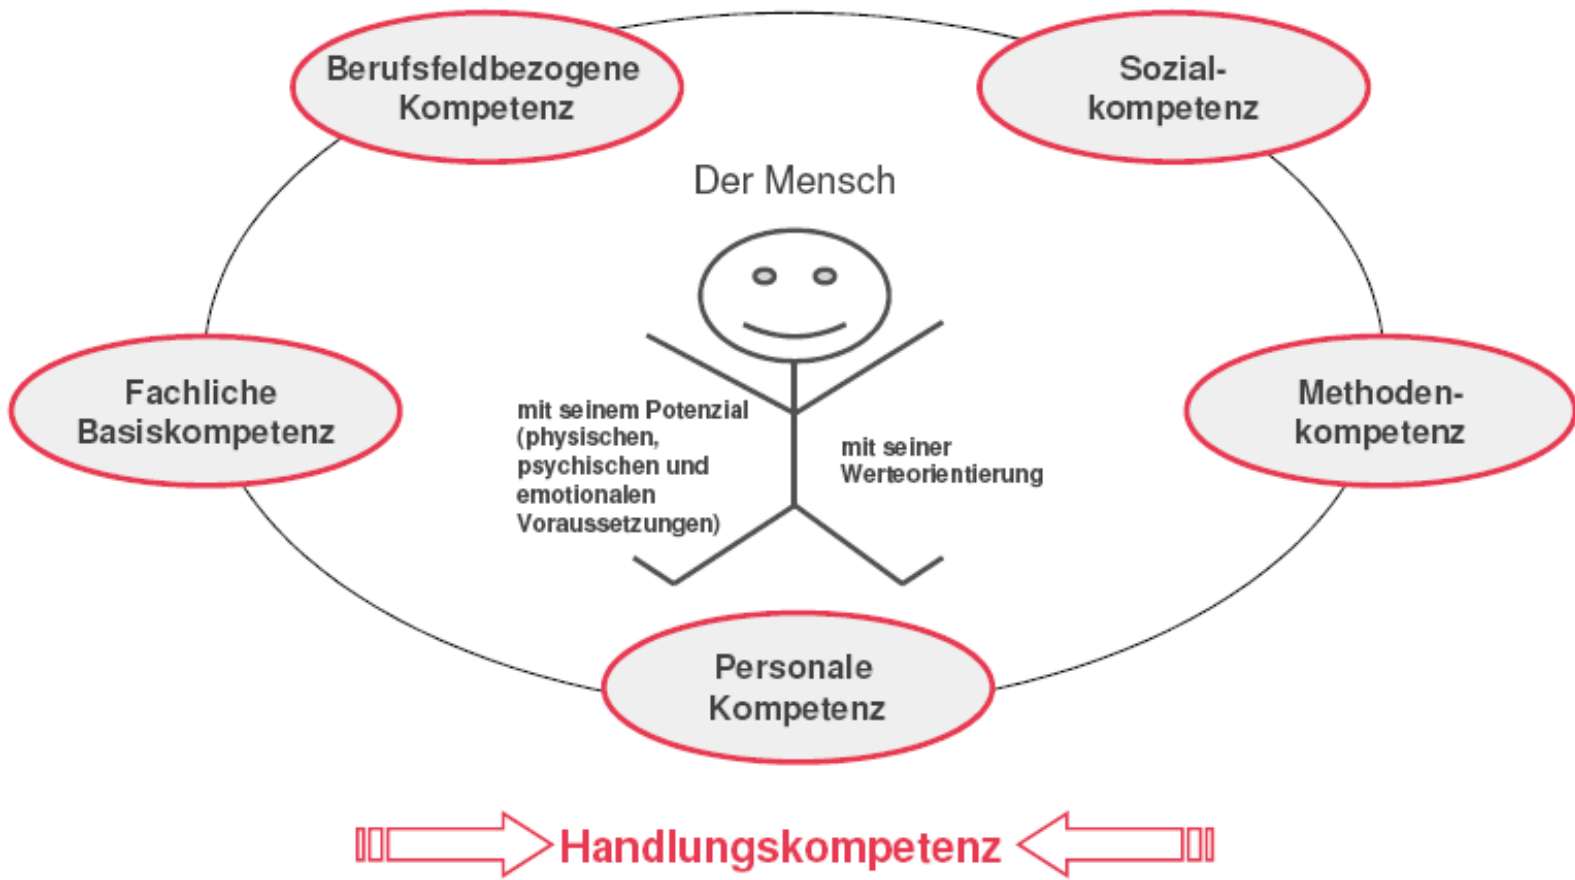 Berufsfeldbezogene
Kompetenz
Sozial-
kompetenz
Der Mensch
Fachliche
Basiskompetenz
mit seinem Potenzial
(physischen,
psychischen und
emotionalen
Voraussetzungen)
mit seiner
Werteorientierung
Methoden-
kompetenz
Personale
Kompetenz
Handlungskompetenz